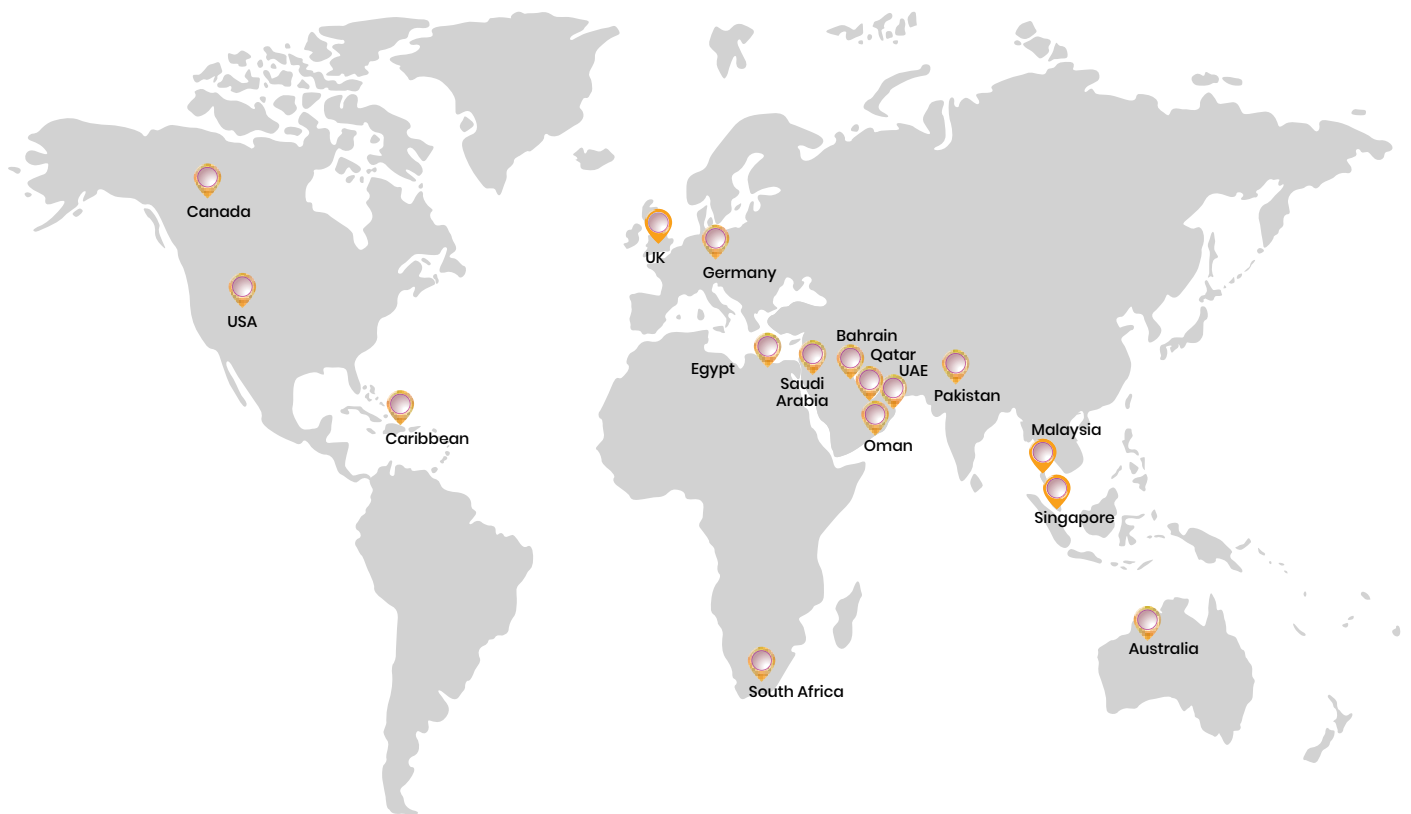 Canada
UK
Germany
USA
Bahrain
Qatar
Egypt
UAE
Saudi
Arabia
Pakistan
Malaysia
Caribbean
Oman
Singapore
Australia
South Africa